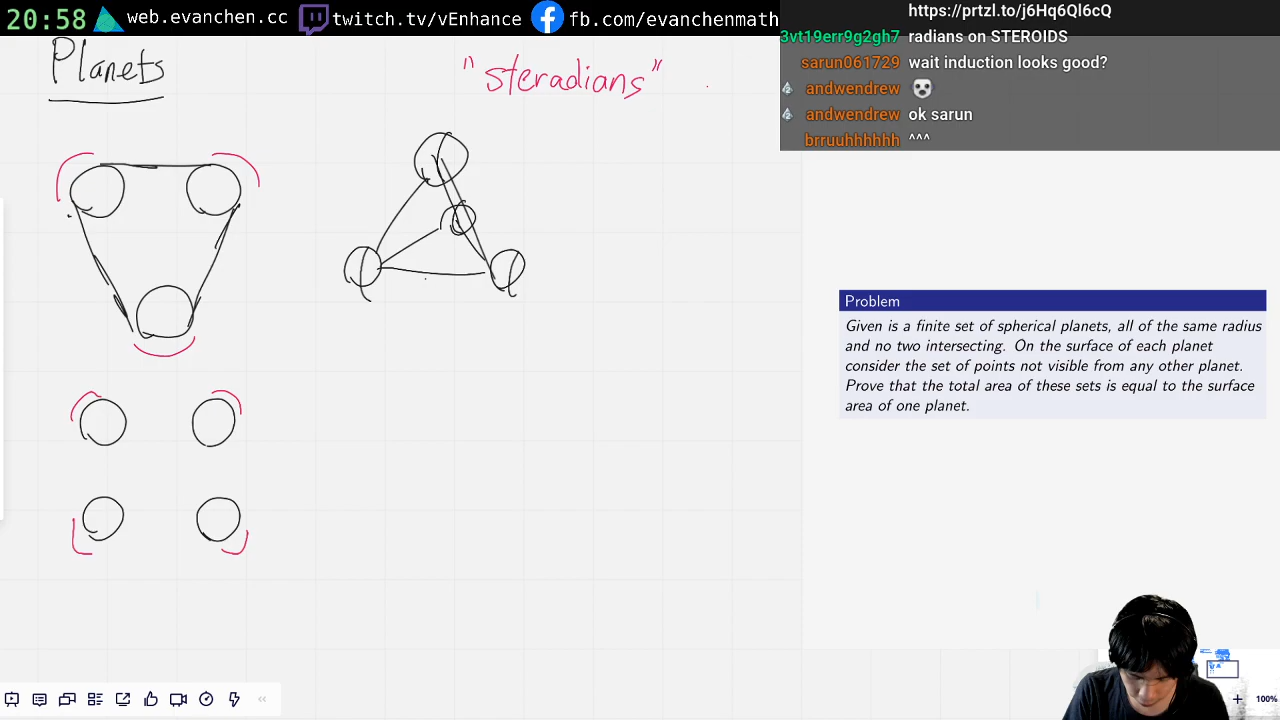 20:58 web.evanchen.cc twitch.tv/vEnhance fb.com/evanchenmath
https://prtzl.to/j6Hq6Ql6cQ
3vt19err9g2gh7 radians on STEROIDS
sarun061729 wait induction looks good?
andwendrew
andwendrew ok sarun
brruuhhhhhh ^^^
Planets
"steradians"
Problem
Given is a finite set of spherical planets, all of the same radius
and no two intersecting. On the surface of each planet
consider the set of points not visible from any other planet.
Prove that the total area of these sets is equal to the surface
area of one planet.
100%